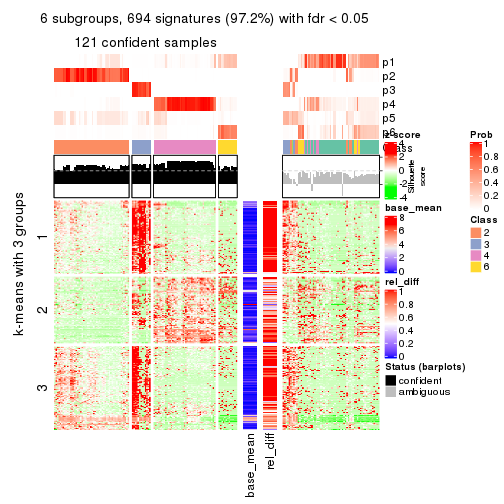 6 subgroups, 694 signatures (97.2%) with fdr < 0.05
121 confident samples
p1
p2
p3
p4
p5
p6
Class
Silhouette
score
k-means with 3 groups
1
2
3
base_mean
rel_diff
z-score
4
2
0
-2
-4
base_mean
8
6
4
2
0
rel_diff
1
0.8
0.6
0.4
0.2
0
Status (barplots)
confident
ambiguous
Prob
1
0.8
0.6
0.4
0.2
0
Class
2
3
4
6